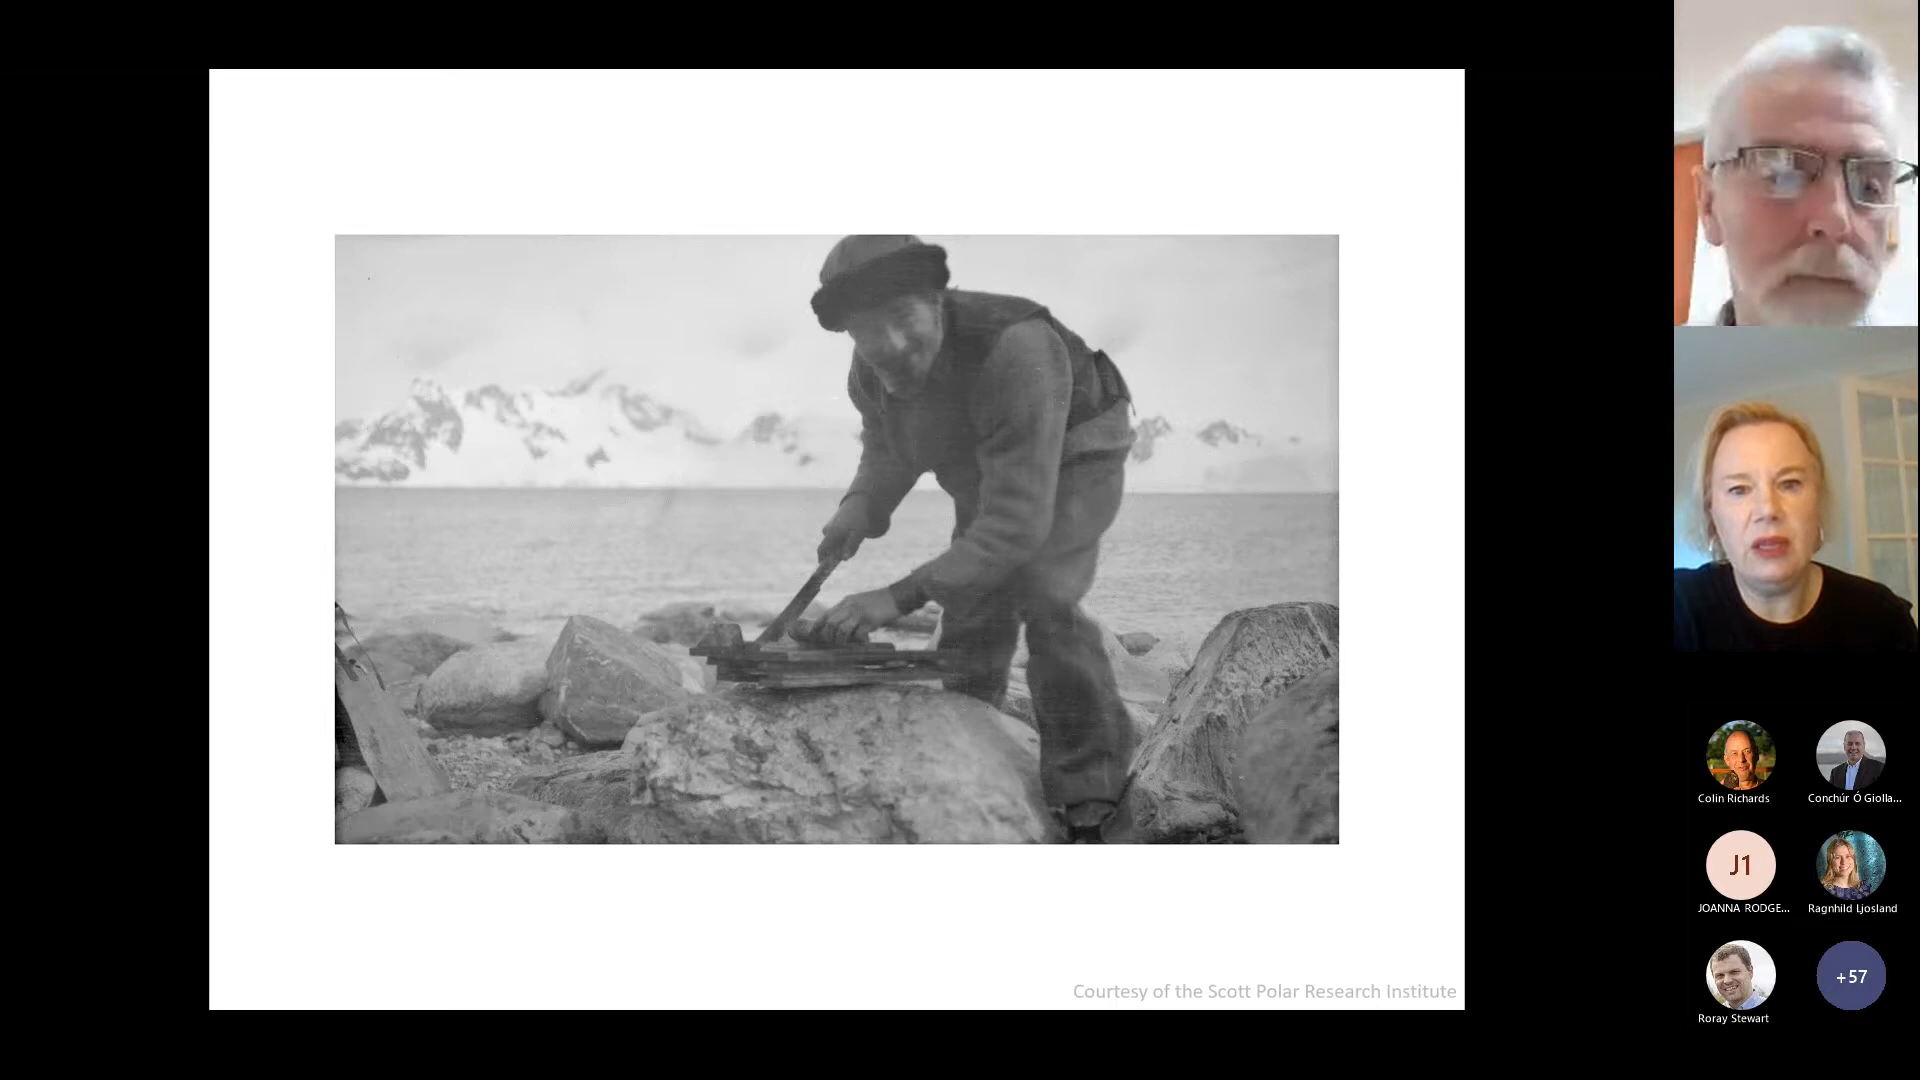 Courtesy of the Scott Polar Research Institute
Colin Richards
Conchúr Ó Giolla...
J1
JOANNA RODGE...
Ragnhild Ljosland
Roray Stewart
+57